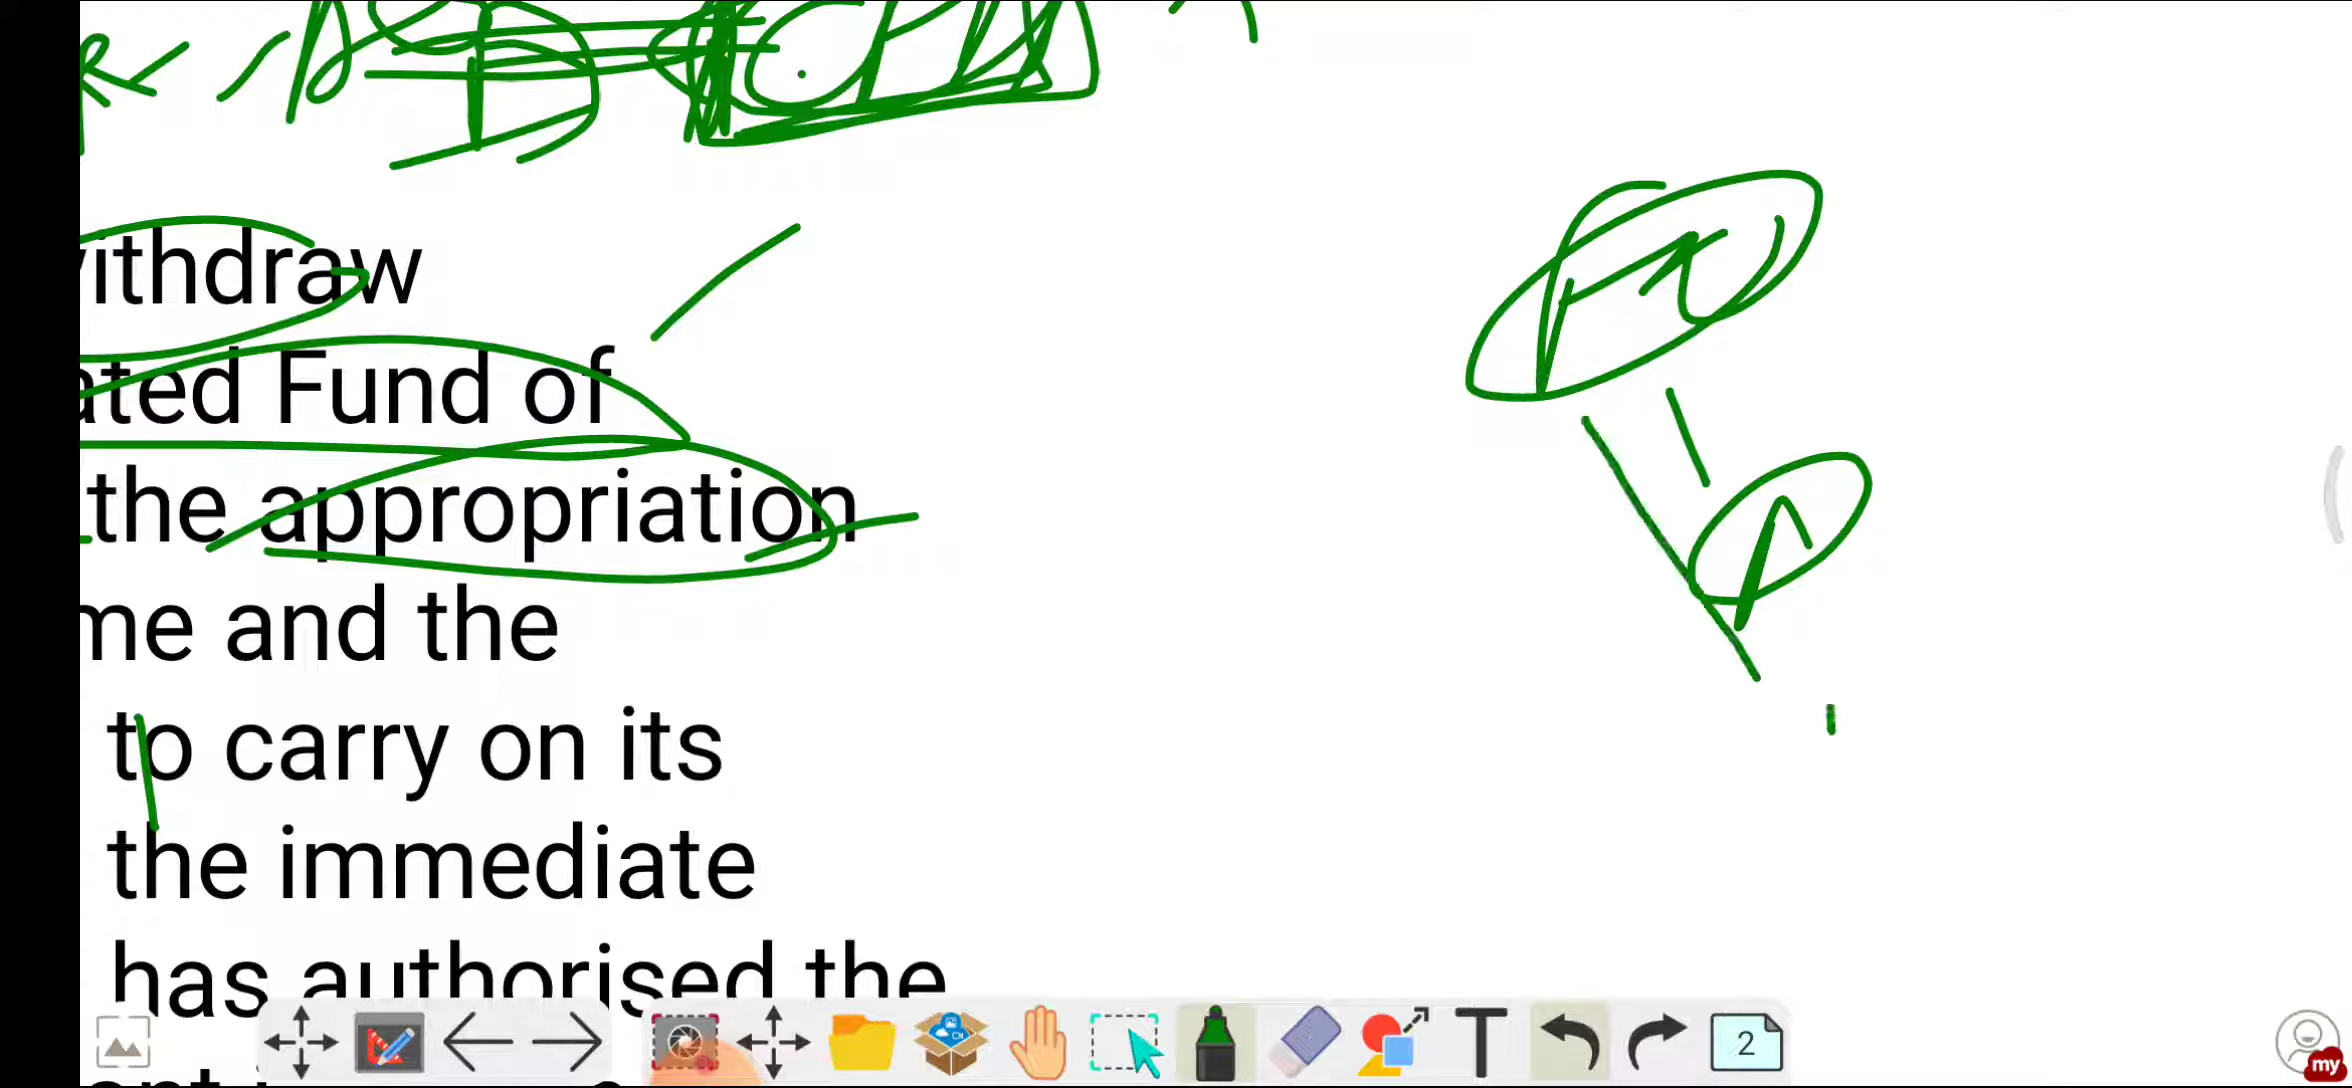 ithdraw
ated Fund of
the appropriation
me and the
to carry on its
the immediate
has authorised the
2
my